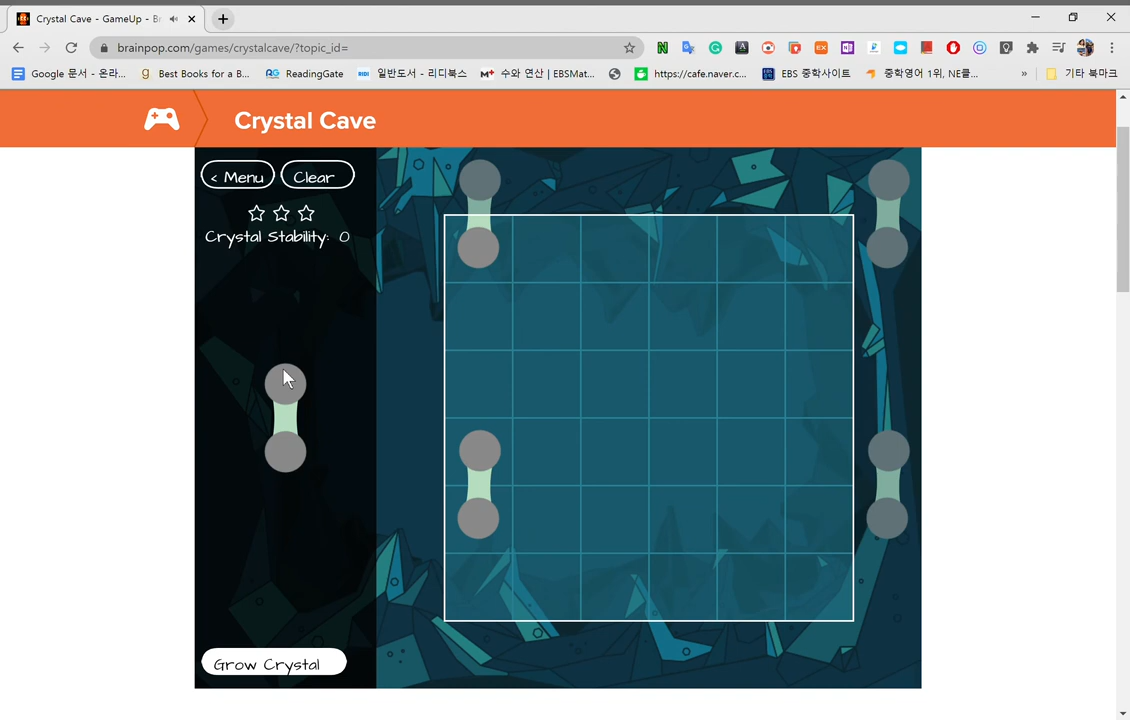 Crystal Cave - GameUp - Br
brainpop.com/games/crystalcave/?topic_id=
Google 문서 - 온라...
Best Books for a B...
ReadingGate
일반도서 - 리디북스
수와 연산 | EBSMat...
https://cafe.naver.c...
EBS 중학사이트
중학영어 1위, NE클...
»
기타 북마크
Crystal Cave
< Menu
Clear
Crystal Stability: 0
Grow Crystal